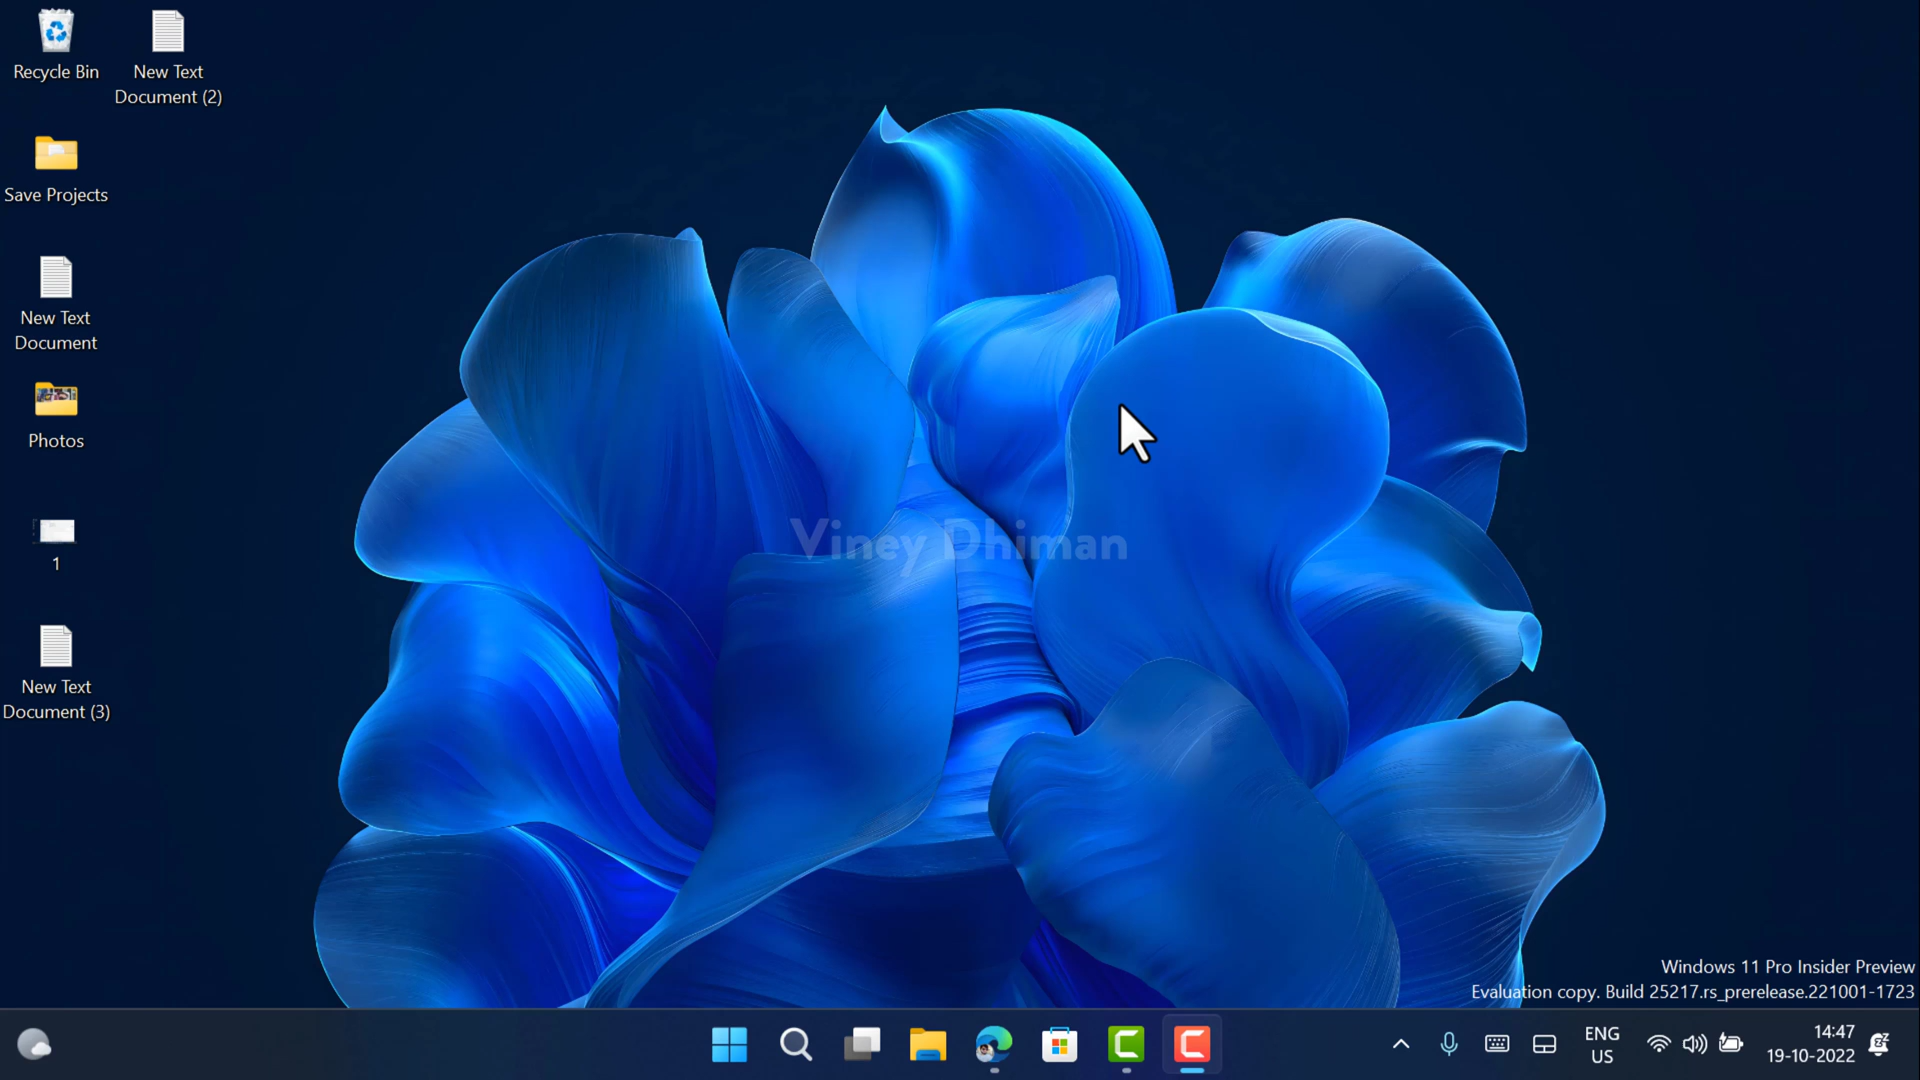 Recycle Bin
New Text
Document (2)
Save Projects
New Text
Document
Photos
1
New Text
Document (3)
Viney Dhiman
Windows 11 Pro Insider Preview
Evaluation copy. Build 25217.rs_prerelease.221001-1723
ENG
US
14:47
19-10-2022